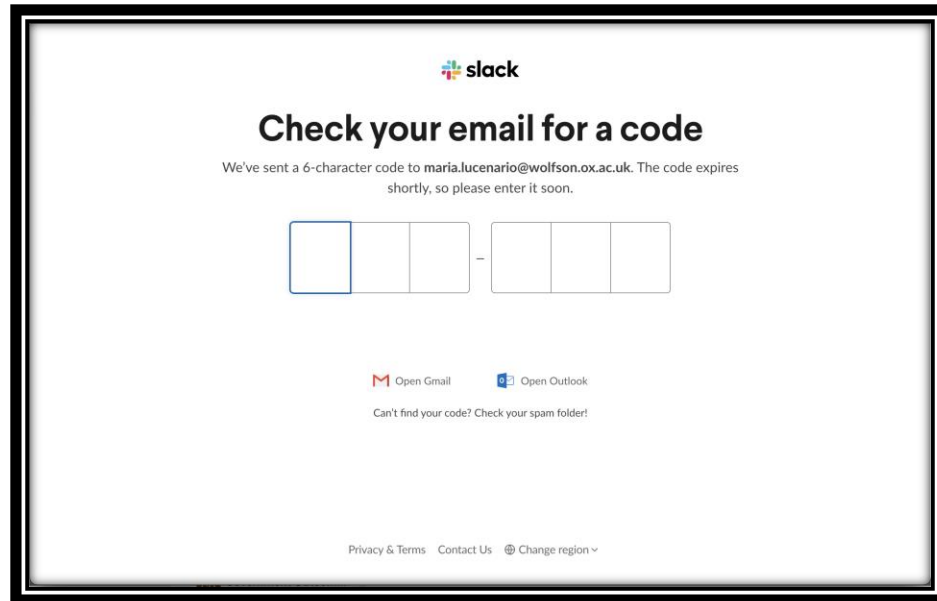 slack
Check your email for a code
We've sent a 6-character code to maria.lucenario@wolfson.ox.ac.uk. The code expires
shortly, so please enter it soon.
–
Open Gmail Open Outlook
Can't find your code? Check your spam folder!
Privacy & Terms Contact Us Change region